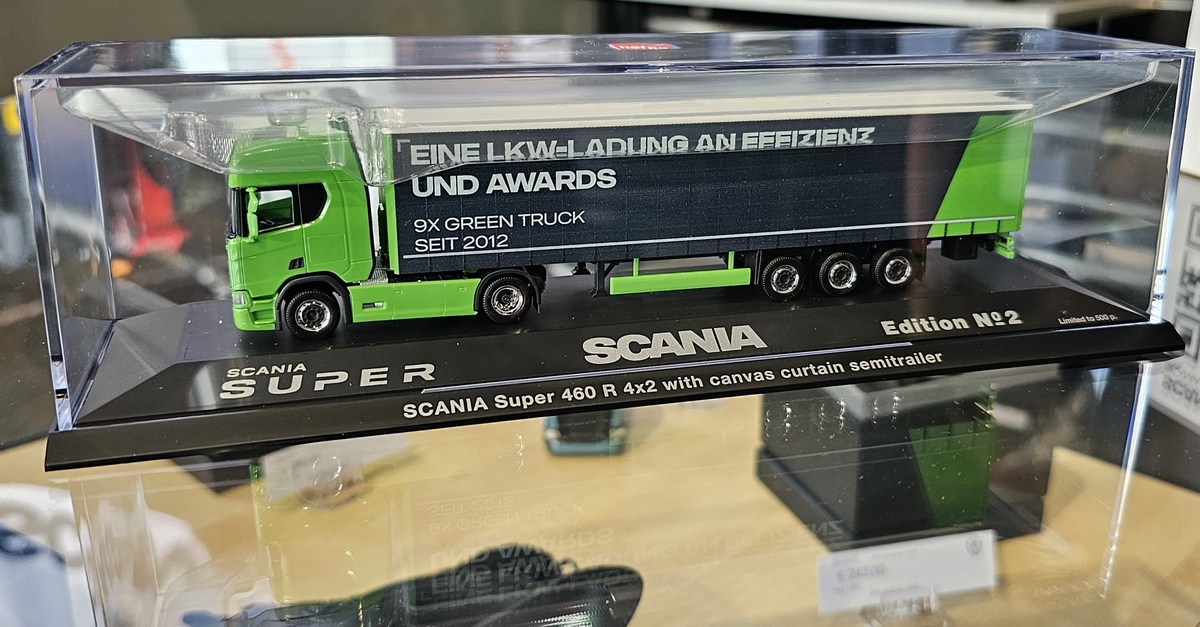 herpa
EINE LKW-LADUNG AN EFFIZIENZ
UND AWARDS
9X GREEN TRUCK
SEIT 2012
SCANIA
SUPER
SCANIA
Edition Nº2
Limited to 500 p.
SCANIA Super 460 R 4x2 with canvas curtain semitrailer